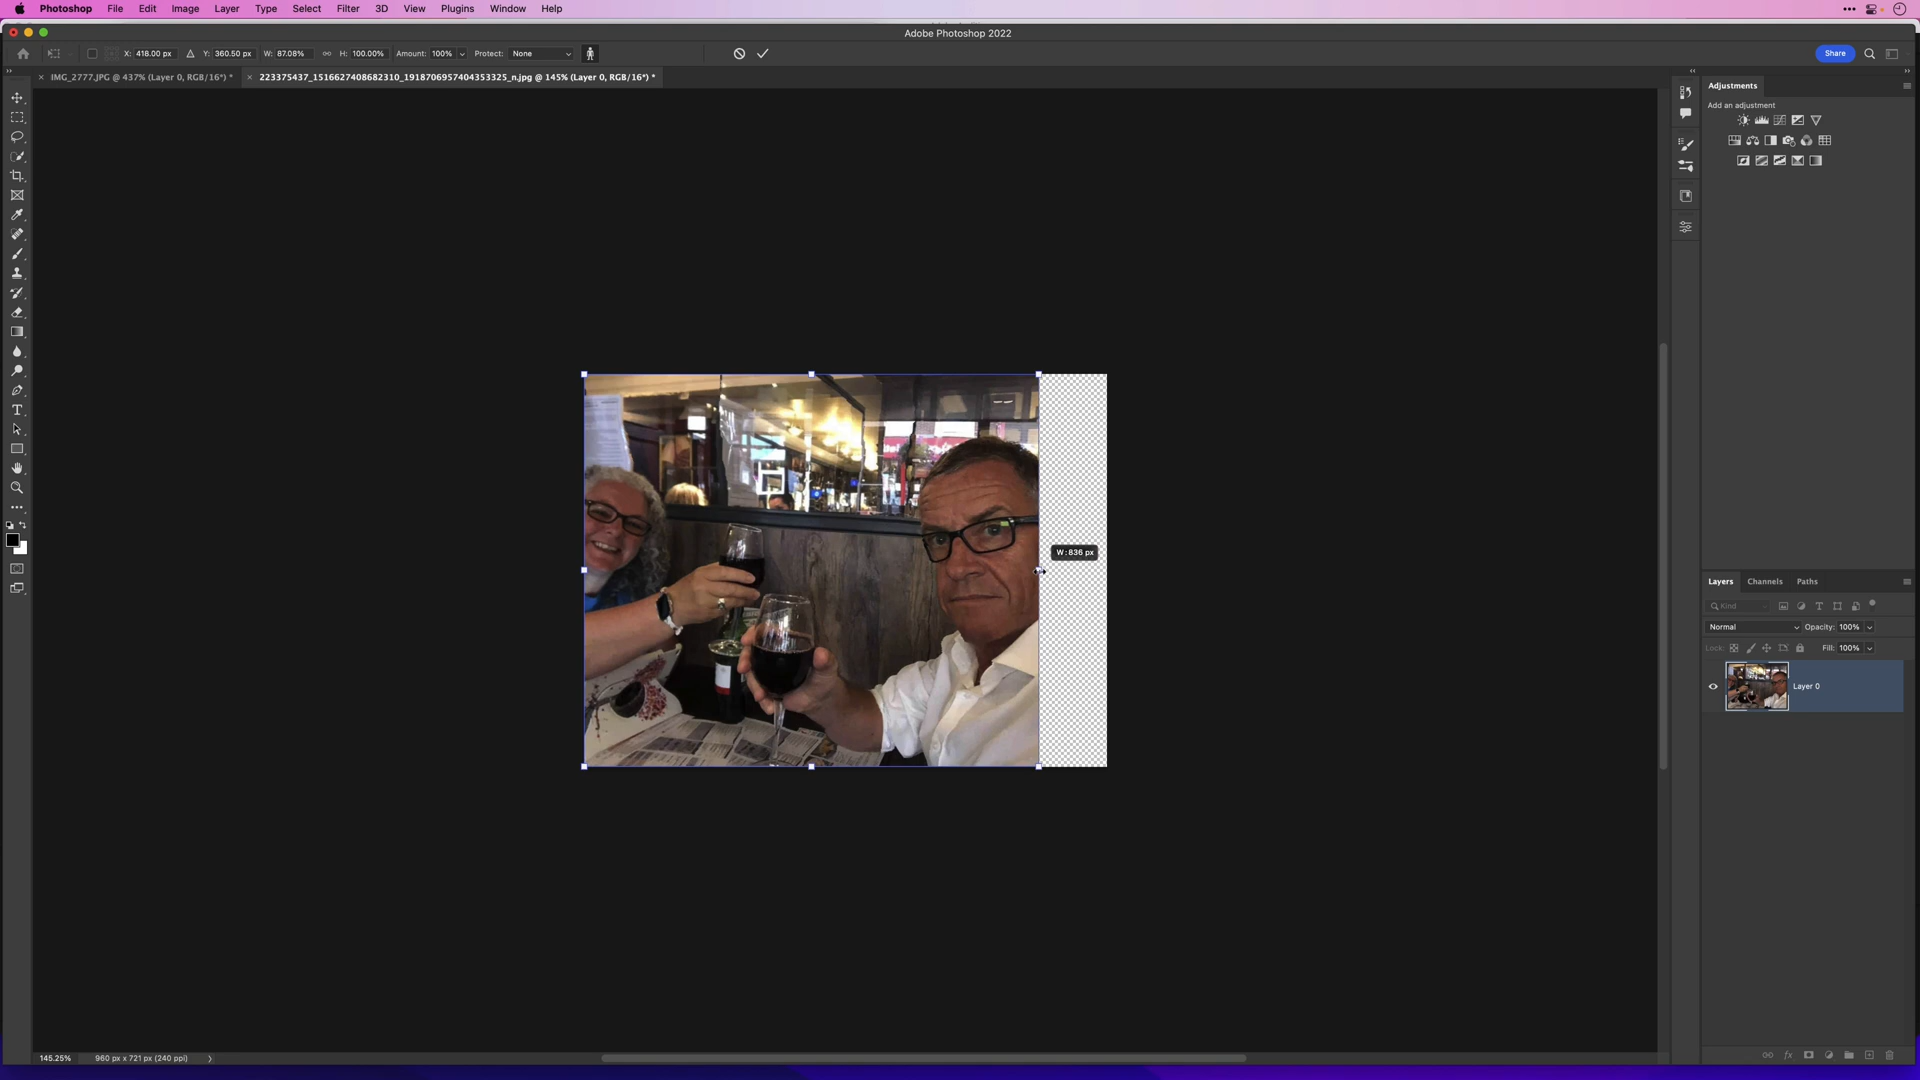 Photoshop File Edit Image Layer Type Select Filter 3D View Plugins Window Help
Adobe Photoshop 2022
X: 418.00 px Y: 360.50 px W: 87.08% H: 100.00% Amount: 100% Protect: None Share
IMG_2777.JPG @ 437% (Layer 0, RGB/16*) * 223375437_1516627408682310_1918706957404353325_n.jpg @ 145% (Layer 0, RGB/16*) *
Adjustments
Add an adjustment
W: 836 px
Layers Channels Paths
Kind
Normal Opacity: 100%
Lock: Fill: 100%
Layer 0
145.25% 960 px x 721 px (240 ppi)